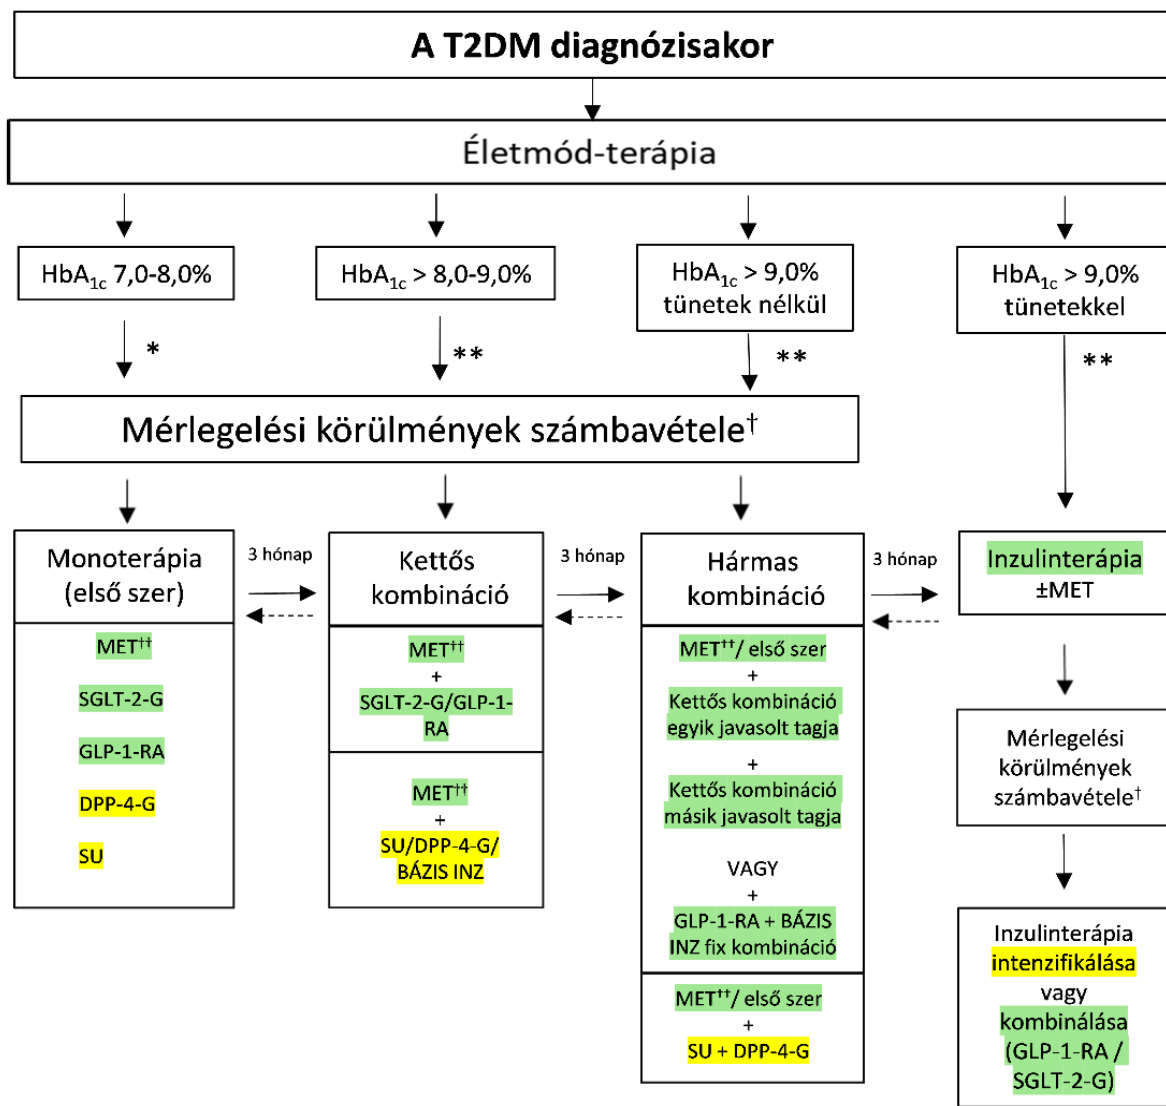 A T2DM diagnózisakor
Életmód-terápia
HbA1c 7,0-8,0%
HbA1c > 8,0-9,0%
HbA1c > 9,0%
tünetek nélkül
HbA1c > 9,0%
tünetekkel
*
**
**
**
Mérlegelési körülmények számbavétele†
Monoterápia
(első szer)
MET††
SGLT-2-G
GLP-1-RA
DPP-4-G
SU
3 hónap
Kettős
kombináció
MET††
+
SGLT-2-G/GLP-1-
RA
MET††
+
SU/DPP-4-G/
BÁZIS INZ
3 hónap
Hármas
kombináció
MET††/ első szer
+
Kettős kombináció
egyik javasolt tagja
+
Kettős kombináció
másik javasolt tagja
VAGY
+
GLP-1-RA + BÁZIS
INZ fix kombináció
MET††/ első szer
+
SU + DPP-4-G
3 hónap
Inzulinterápia
±MET
Mérlegelési
körülmények
számbavétele†
Inzulinterápia
intenzifikálása
vagy
kombinálása
(GLP-1-RA /
SGLT-2-G)